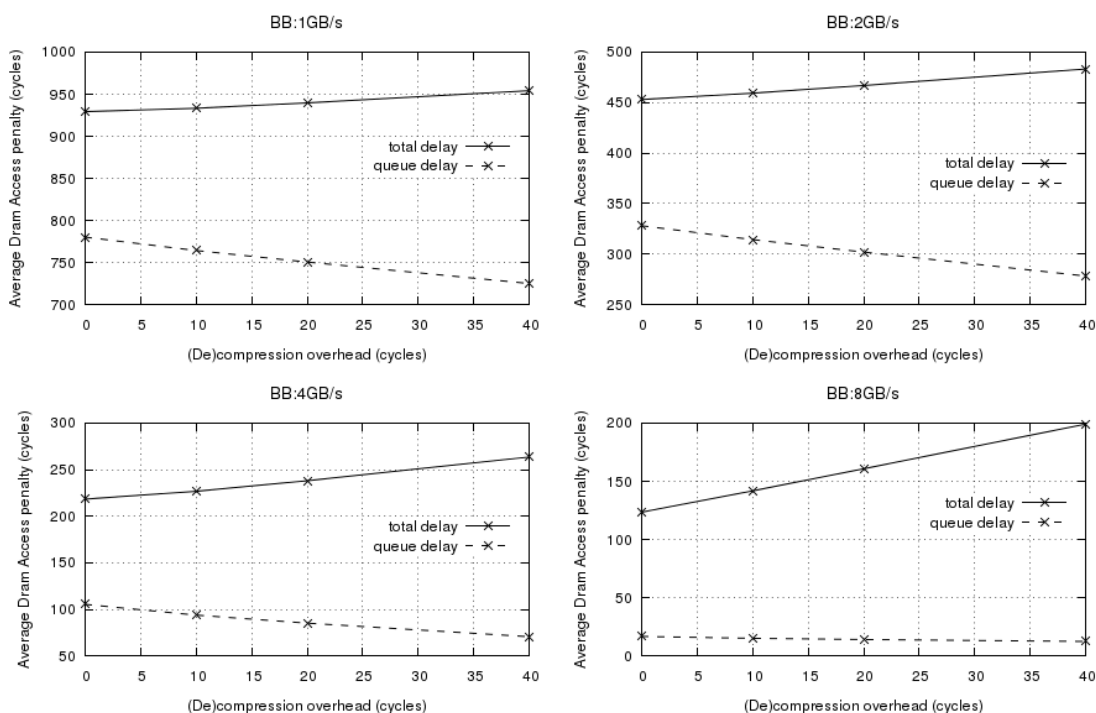 BB:1GB/s
Average Dram Access penalty (cycles)
1000
950
900
850
800
750
700
total delay
queue delay
0 5 10 15 20 25 30 35 40
(De)compression overhead (cycles)
BB:2GB/s
Average Dram Access penalty (cycles)
500
450
400
350
300
250
total delay
queue delay
0 5 10 15 20 25 30 35 40
(De)compression overhead (cycles)
BB:4GB/s
Average Dram Access penalty (cycles)
300
250
200
150
100
50
total delay
queue delay
0 5 10 15 20 25 30 35 40
(De)compression overhead (cycles)
BB:8GB/s
Average Dram Access penalty (cycles)
200
150
100
50
0
total delay
queue delay
0 5 10 15 20 25 30 35 40
(De)compression overhead (cycles)